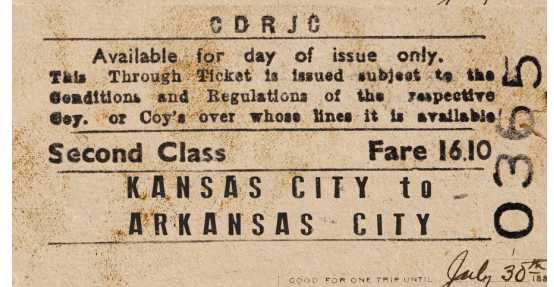 CDRJC
Available for day of issue only.
This Through Ticket is issued subject to the
Conditions and Regulations of the respective
Coy. or Coy's over whose lines it is available
Second Class Fare 16.10
KANSAS CITY to
ARKANSAS CITY
0365
GOOD FOR ONE TRIP UNTIL July 30th 188